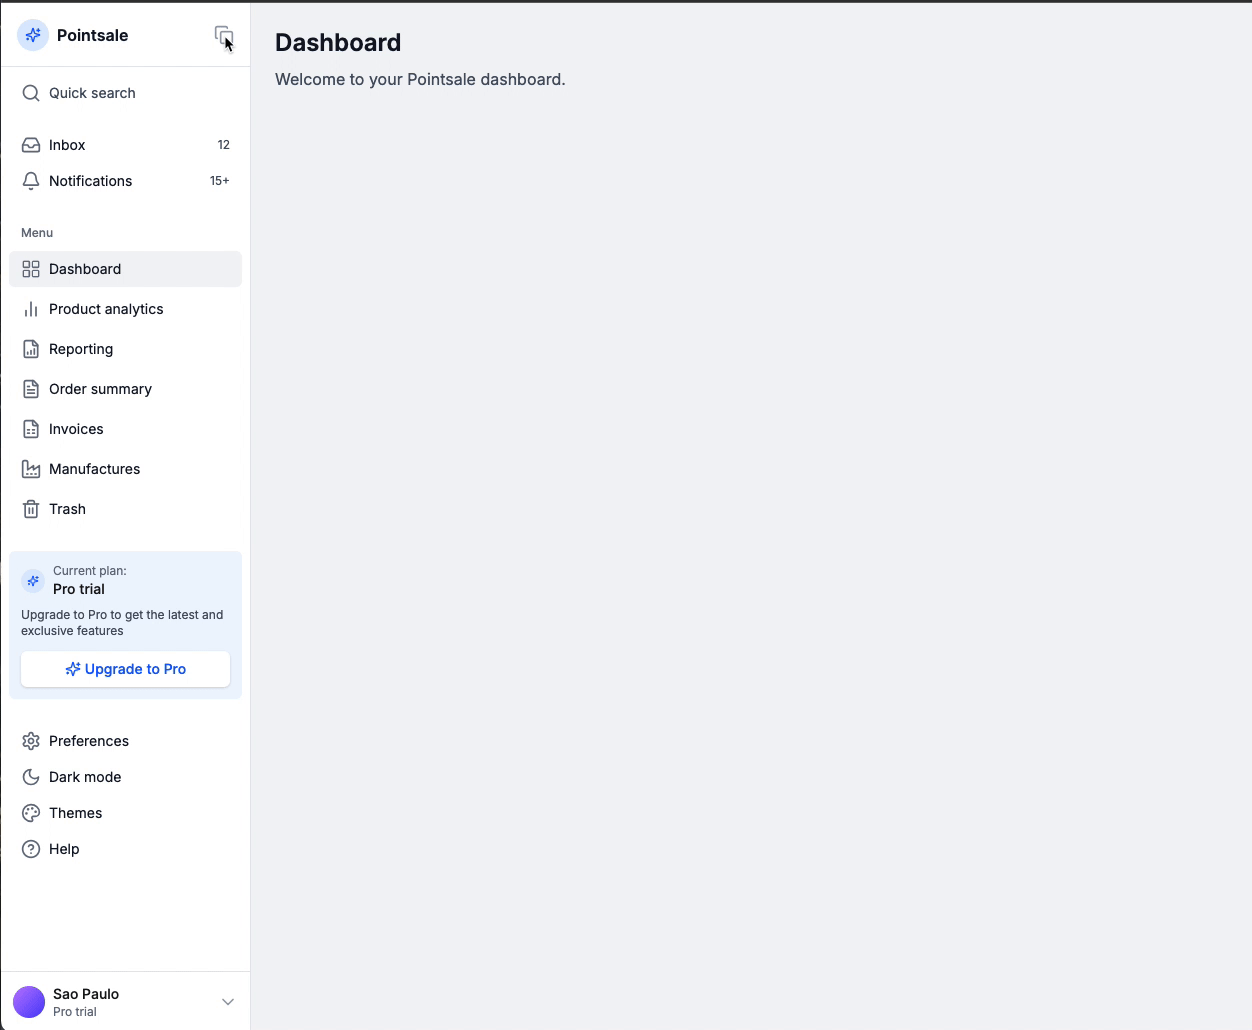 Pointsale
Quick search
Inbox 12
Notifications 15+
Menu
Dashboard
Product analytics
Reporting
Order summary
Invoices
Manufactures
Trash
Current plan:
Pro trial
Upgrade to Pro to get the latest and
exclusive features
Upgrade to Pro
Preferences
Dark mode
Themes
Help
Sao Paulo
Pro trial
Dashboard
Welcome to your Pointsale dashboard.